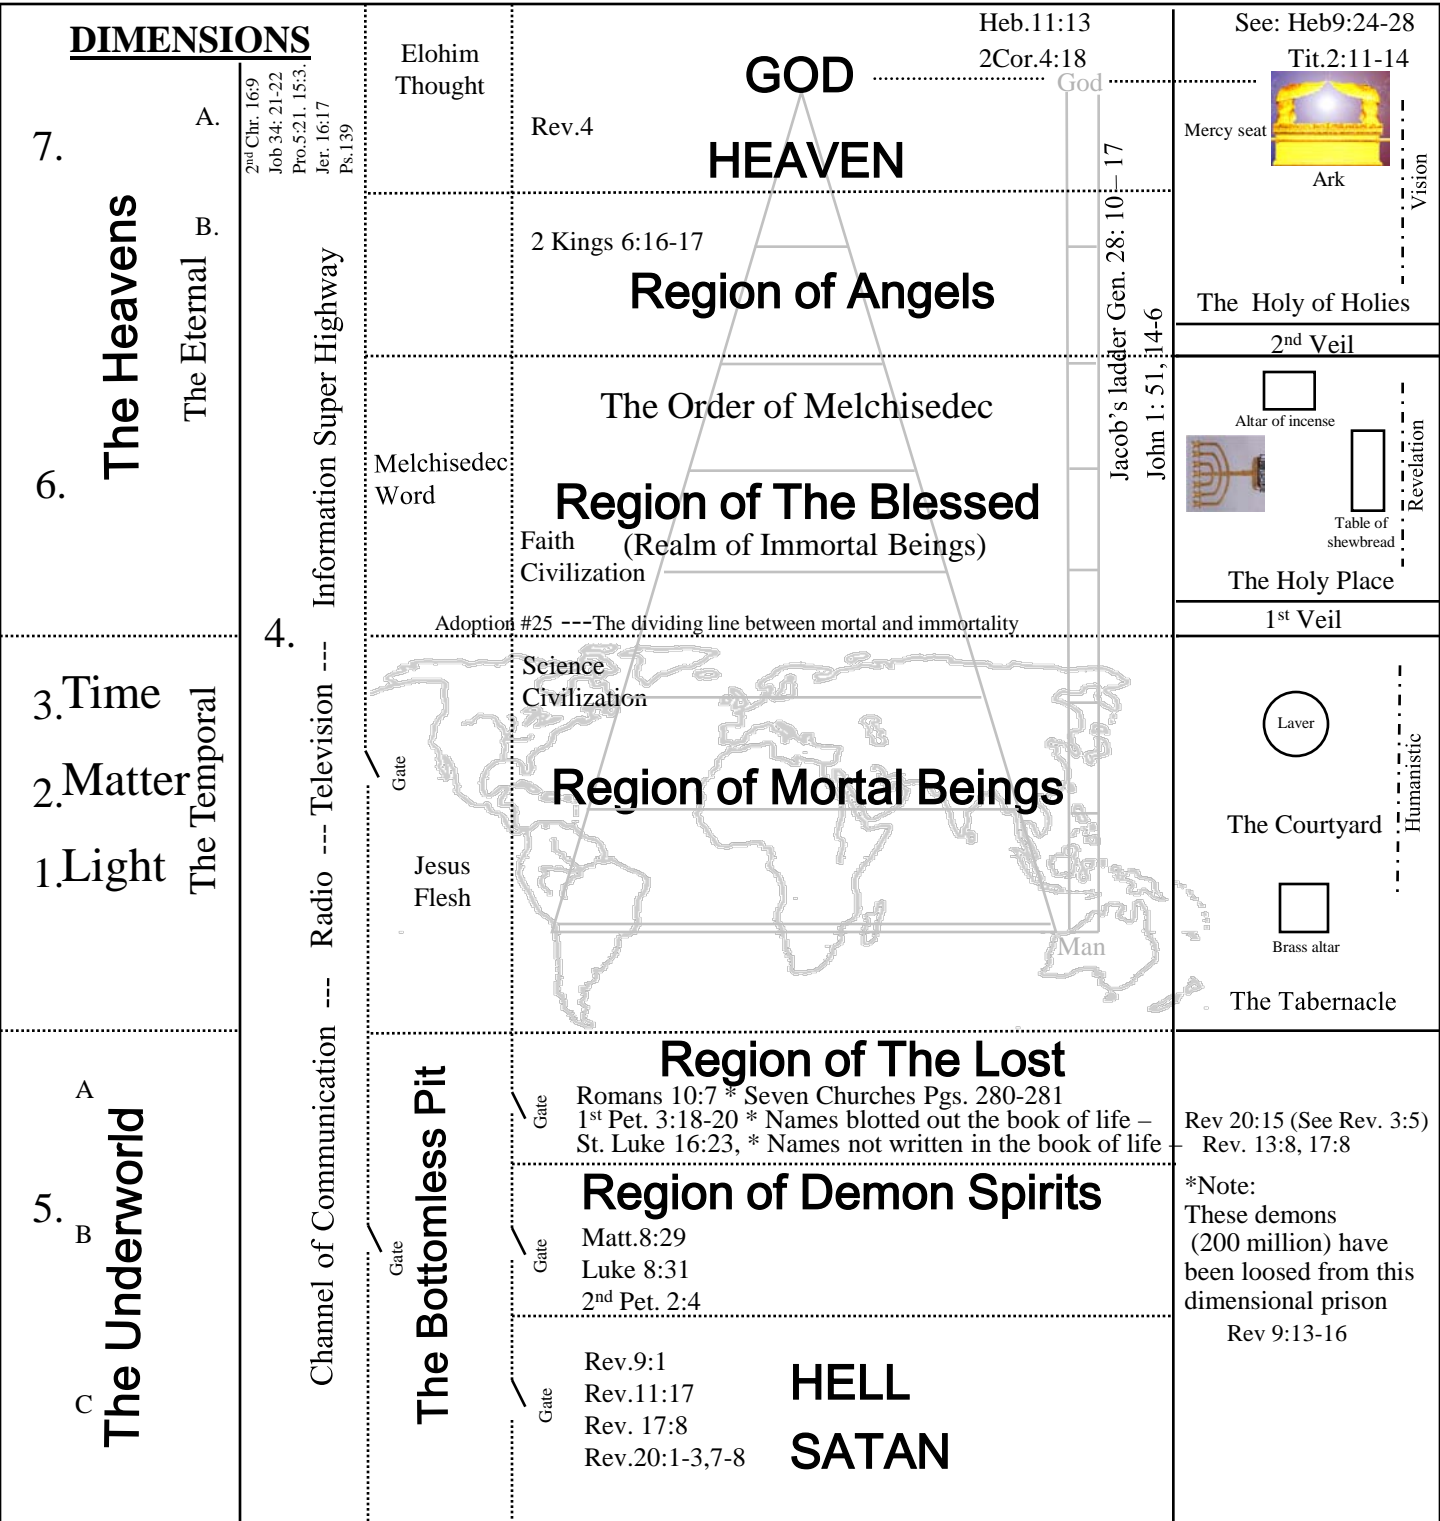 DIMENSIONS
7.
A.
B.
The Heavens
The Eternal
6.
3.Time
2.Matter
1.Light
The Temporal
A
5.
B
C
The Underworld
2nd Chr. 16:9
Job 34: 21-22
Pro.5:21. 15:3.
Jer. 16:17
Ps.139
4.
Channel of Communication --- Radio --- Television --- Information Super Highway
Elohim
Thought
Melchisedec
Word
Gate
Jesus
Flesh
The Bottomless Pit
Gate
Heb.11:13
2Cor.4:18
GOD
God
Rev.4
HEAVEN
2 Kings 6:16-17
Region of Angels
Jacob's ladder Gen. 28: 10 – 17
John 1: 51, 14-6
The Order of Melchisedec
Region of The Blessed
(Realm of Immortal Beings)
Faith
Civilization
Adoption #25 ---The dividing line between mortal and immortality
Science
Civilization
Region of Mortal Beings
Man
Region of The Lost
Gate
Romans 10:7 * Seven Churches Pgs. 280-281
1st Pet. 3:18-20 * Names blotted out the book of life –
St. Luke 16:23, * Names not written in the book of life –
Region of Demon Spirits
Gate
Matt.8:29
Luke 8:31
2nd Pet. 2:4
Gate
Rev.9:1
Rev.11:17
Rev. 17:8
Rev.20:1-3,7-8
HELL
SATAN
See: Heb9:24-28
Tit.2:11-14
Mercy seat
Ark
Vision
The Holy of Holies
2nd Veil
Altar of incense
Table of
shewbread
Revelation
The Holy Place
1st Veil
Laver
Humanistic
The Courtyard
Brass altar
The Tabernacle
Rev 20:15 (See Rev. 3:5)
Rev. 13:8, 17:8
*Note:
These demons
(200 million) have
been loosed from this
dimensional prison
Rev 9:13-16